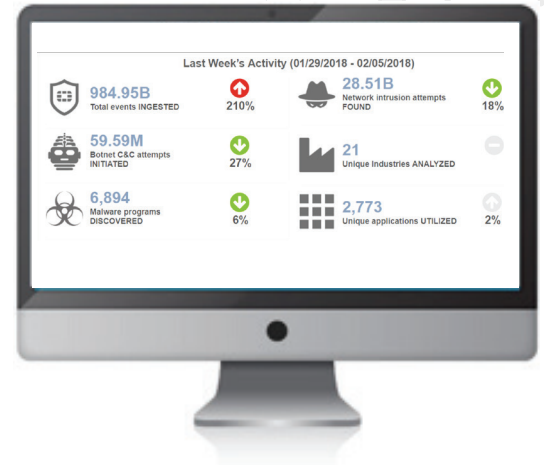 Last Week's Activity (01/29/2018 - 02/05/2018)
984.95B
Total events INGESTED
210%
28.51B
Network intrusion attempts
FOUND
18%
59.59M
Botnet C&C attempts
INITIATED
27%
21
Unique Industries ANALYZED
6,894
Malware programs
DISCOVERED
6%
2,773
Unique applications UTILIZED
2%